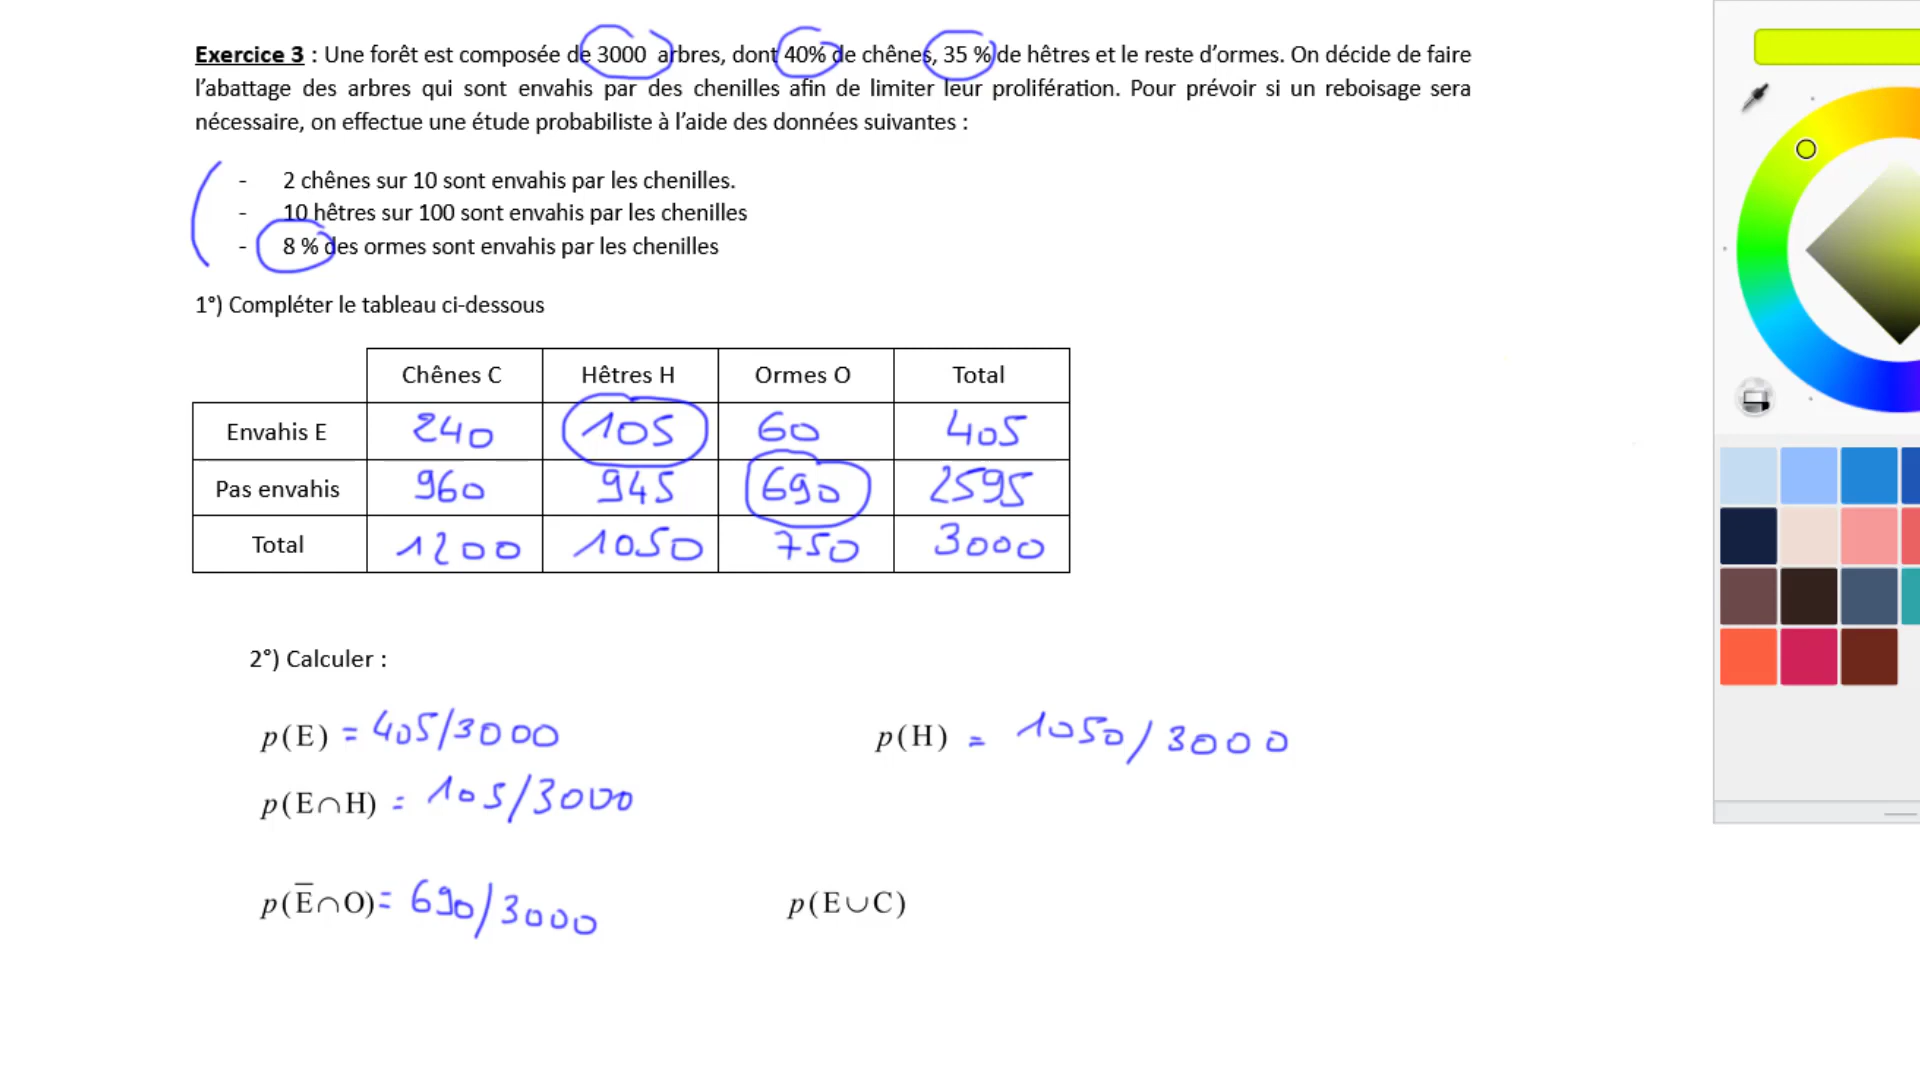 Exercice 3 : Une forêt est composée de 3000 arbres, dont 40% de chênes, 35 % de hêtres et le reste d’ormes. On décide de faire
l’abattage des arbres qui sont envahis par des chenilles afin de limiter leur prolifération. Pour prévoir si un reboisage sera
nécessaire, on effectue une étude probabiliste à l’aide des données suivantes :
- 2 chênes sur 10 sont envahis par les chenilles.
- 10 hêtres sur 100 sont envahis par les chenilles
- 8 % des ormes sont envahis par les chenilles
1°) Compléter le tableau ci-dessous
Chênes C Hêtres H Ormes O Total
Envahis E 240 105 60 405
Pas envahis 960 945 690 2595
Total 1200 1050 750 3000
2°) Calculer :
p(E) = 405/3000 p(H) = 1050/3000
p(E∩H) = 105/3000
p(E̅∩O) = 690/3000 p(E∪C)